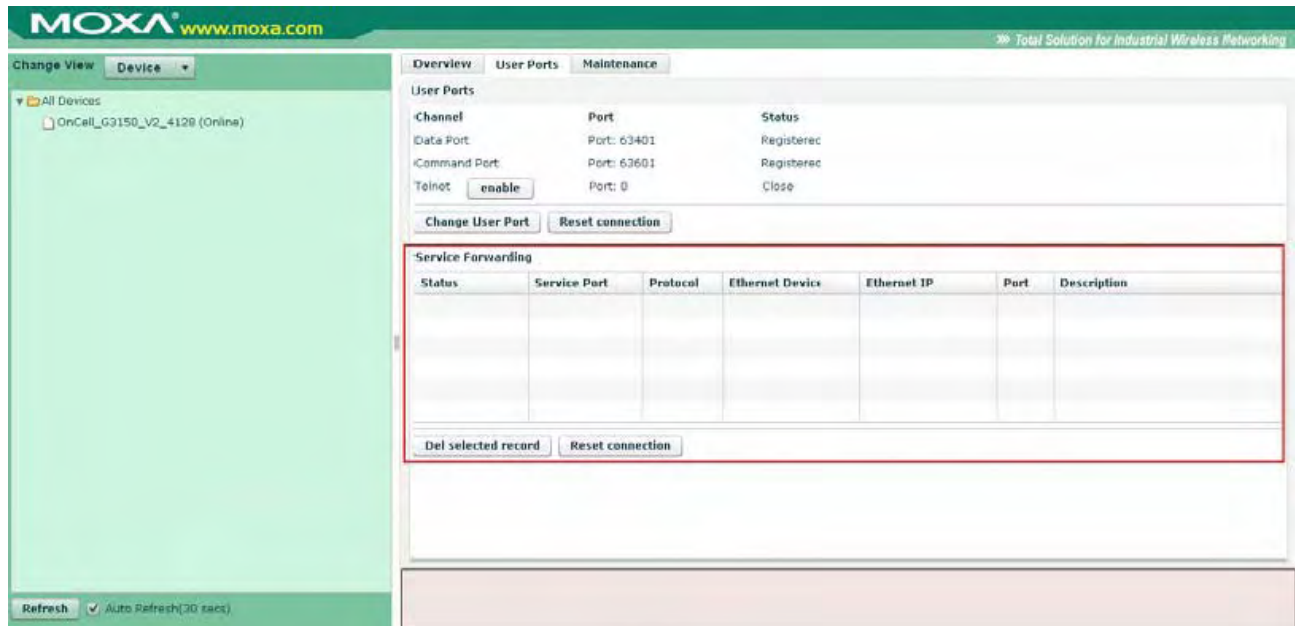 MOXA® www.moxa.com
Total Solution for Industrial Wireless Networking
Change View Device
All Devices
OnCell_G3150_V2_4128 (Online)
Refresh Auto Refresh(30 secs)
Overview User Ports Maintenance
User Ports
Channel Port Status
Data Port Port: 63401 Registerec
Command Port Port: 63601 Registerec
Telnet enable Port: 0 Close
Change User Port Reset connection
Service Forwarding
Status Service Port Protocol Ethernet Device Ethernet IP Port Description
Del selected record Reset connection